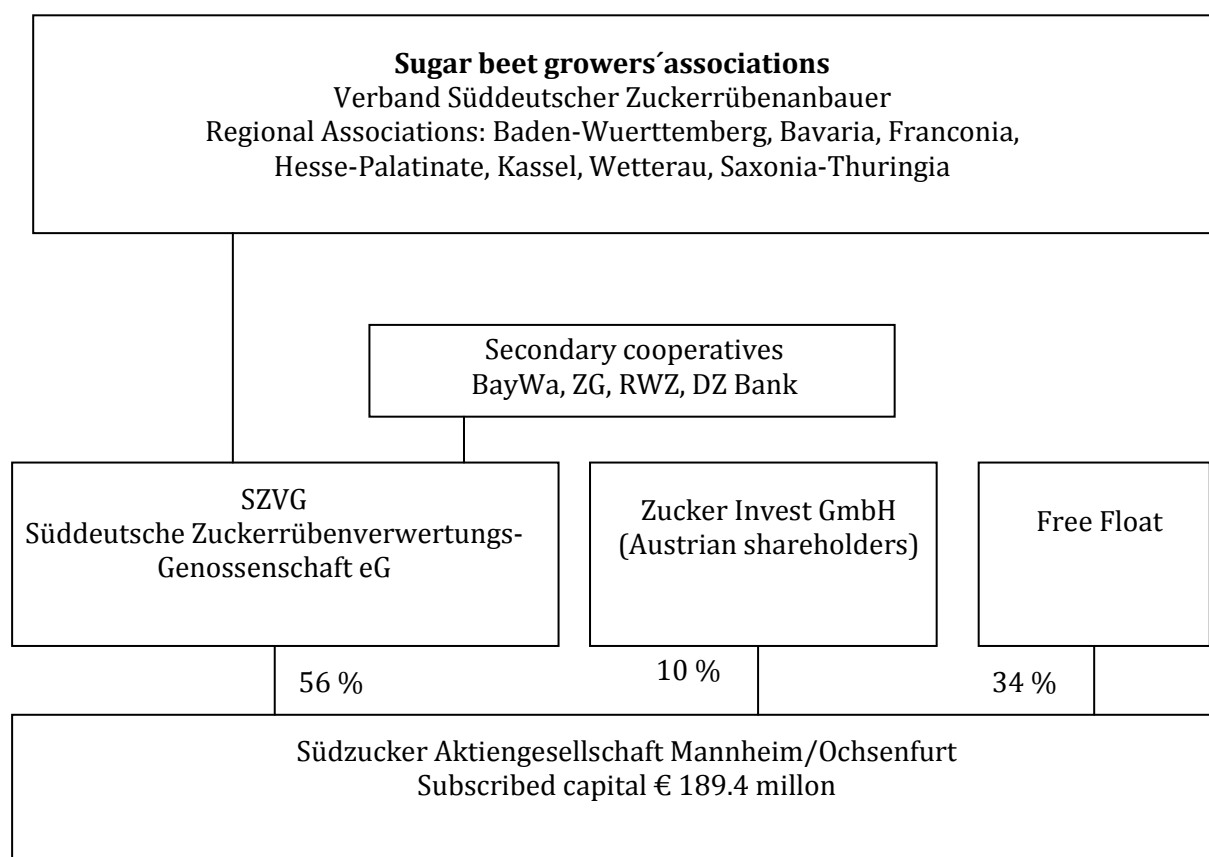 Sugar beet growers´associations
Verband Süddeutscher Zuckerrübenanbauer
Regional Associations: Baden-Wuerttemberg, Bavaria, Franconia,
Hesse-Palatinate, Kassel, Wetterau, Saxonia-Thuringia
Secondary cooperatives
BayWa, ZG, RWZ, DZ Bank
SZVG
Süddeutsche Zuckerrübenverwertungs-
Genossenschaft eG
Zucker Invest GmbH
(Austrian shareholders)
Free Float
56 %
10 %
34 %
Südzucker Aktiengesellschaft Mannheim/Ochsenfurt
Subscribed capital € 189.4 millon